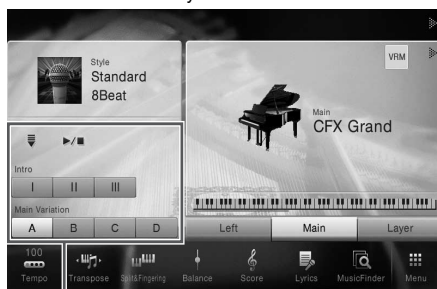 Style
Standard
8Beat
VRM
Main
CFX Grand
Intro
I II III
Main Variation
A B C D
Left Main Layer
100
Tempo Transpose Split&Fingering Balance Score Lyrics MusicFinder Menu